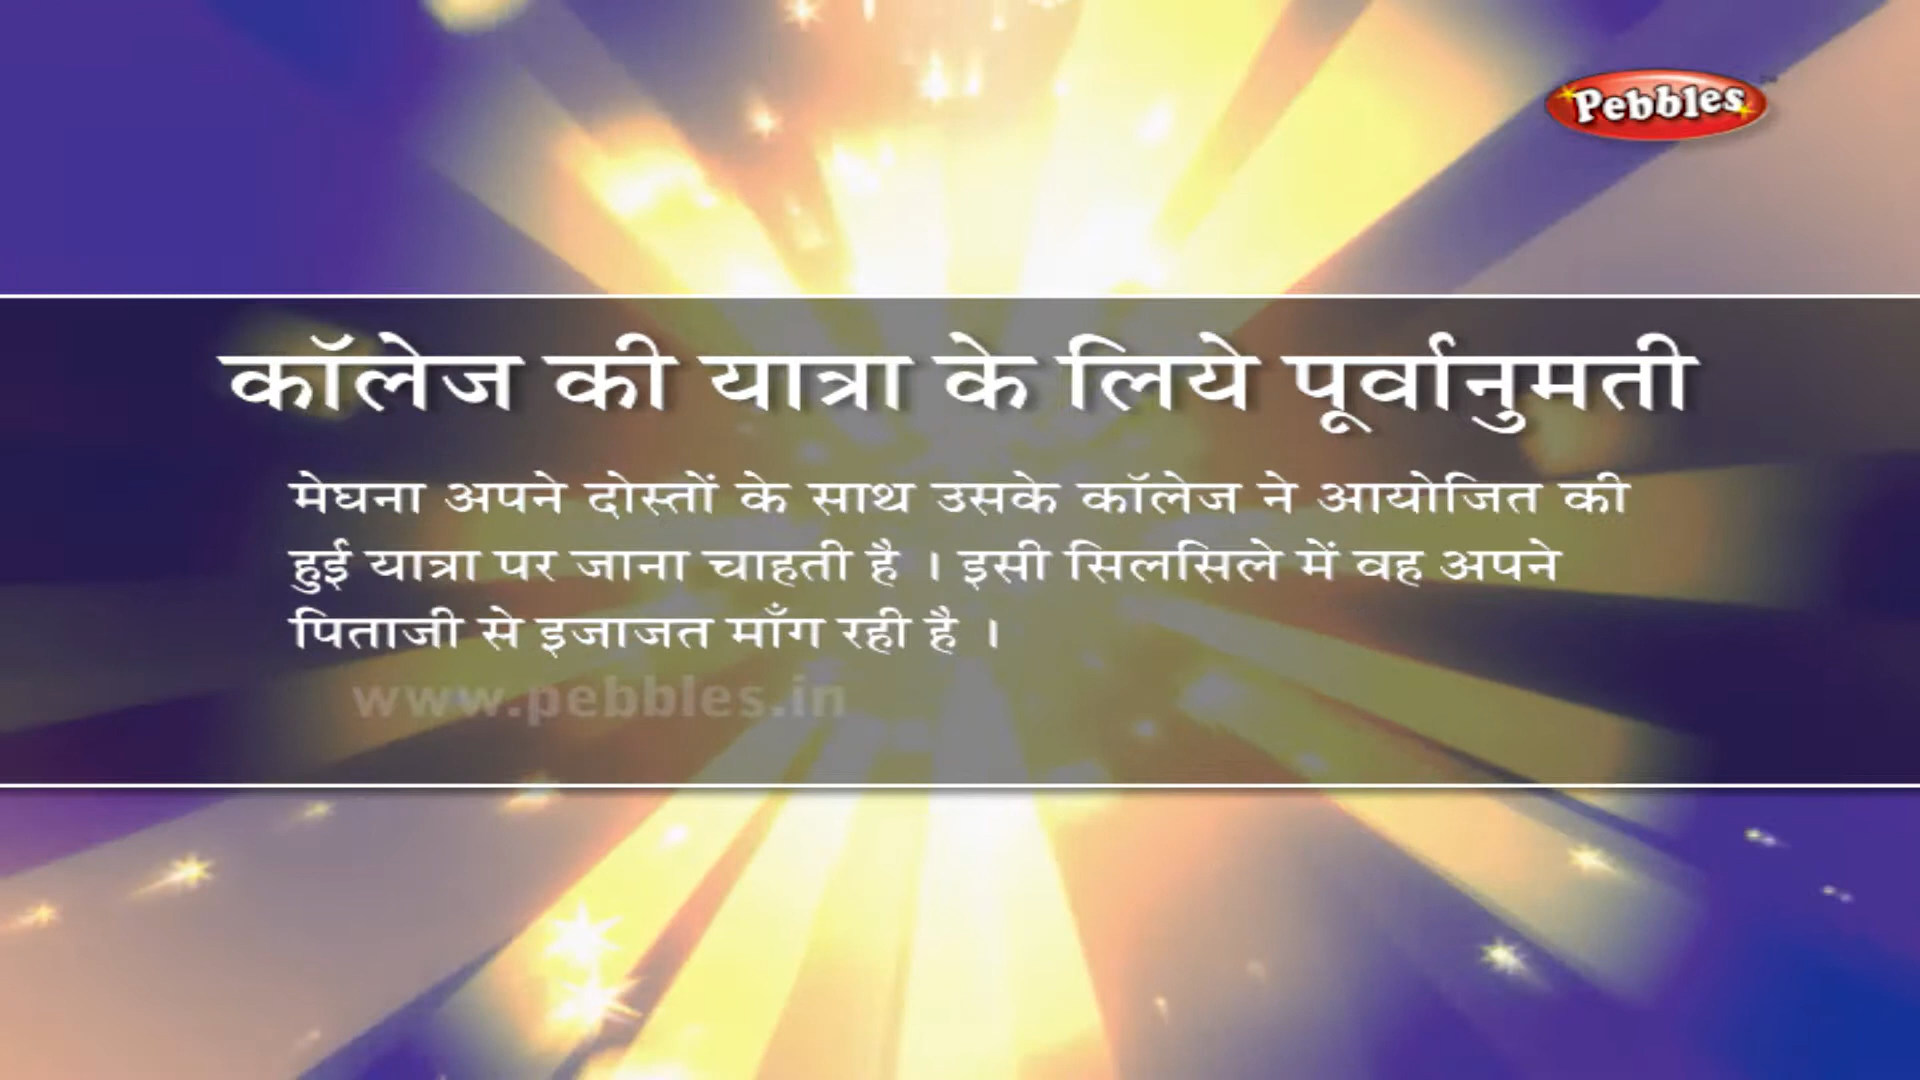 Pebbles
कॉलेज की यात्रा के लिये पूर्वानुमती
मेघना अपने दोस्तों के साथ उसके कॉलेज ने आयोजित की
हुई यात्रा पर जाना चाहती है ।  इसी सिलसिले में वह अपने
पिताजी से इजाजत माँग रही है ।
www.pebbles.in